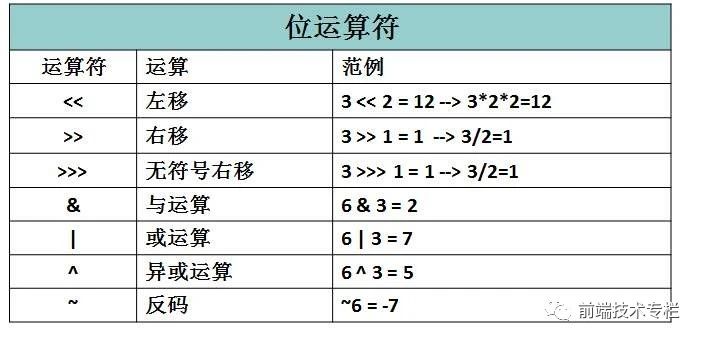 位运算符
运算符 运算 范例
<< 左移 3 << 2 = 12 --> 3*2*2=12
>> 右移 3 >> 1 = 1 --> 3/2=1
>>> 无符号右移 3 >>> 1 = 1 --> 3/2=1
& 与运算 6 & 3 = 2
| 或运算 6 | 3 = 7
^ 异或运算 6 ^ 3 = 5
~ 反码 ~6 = -7
前端技术专栏